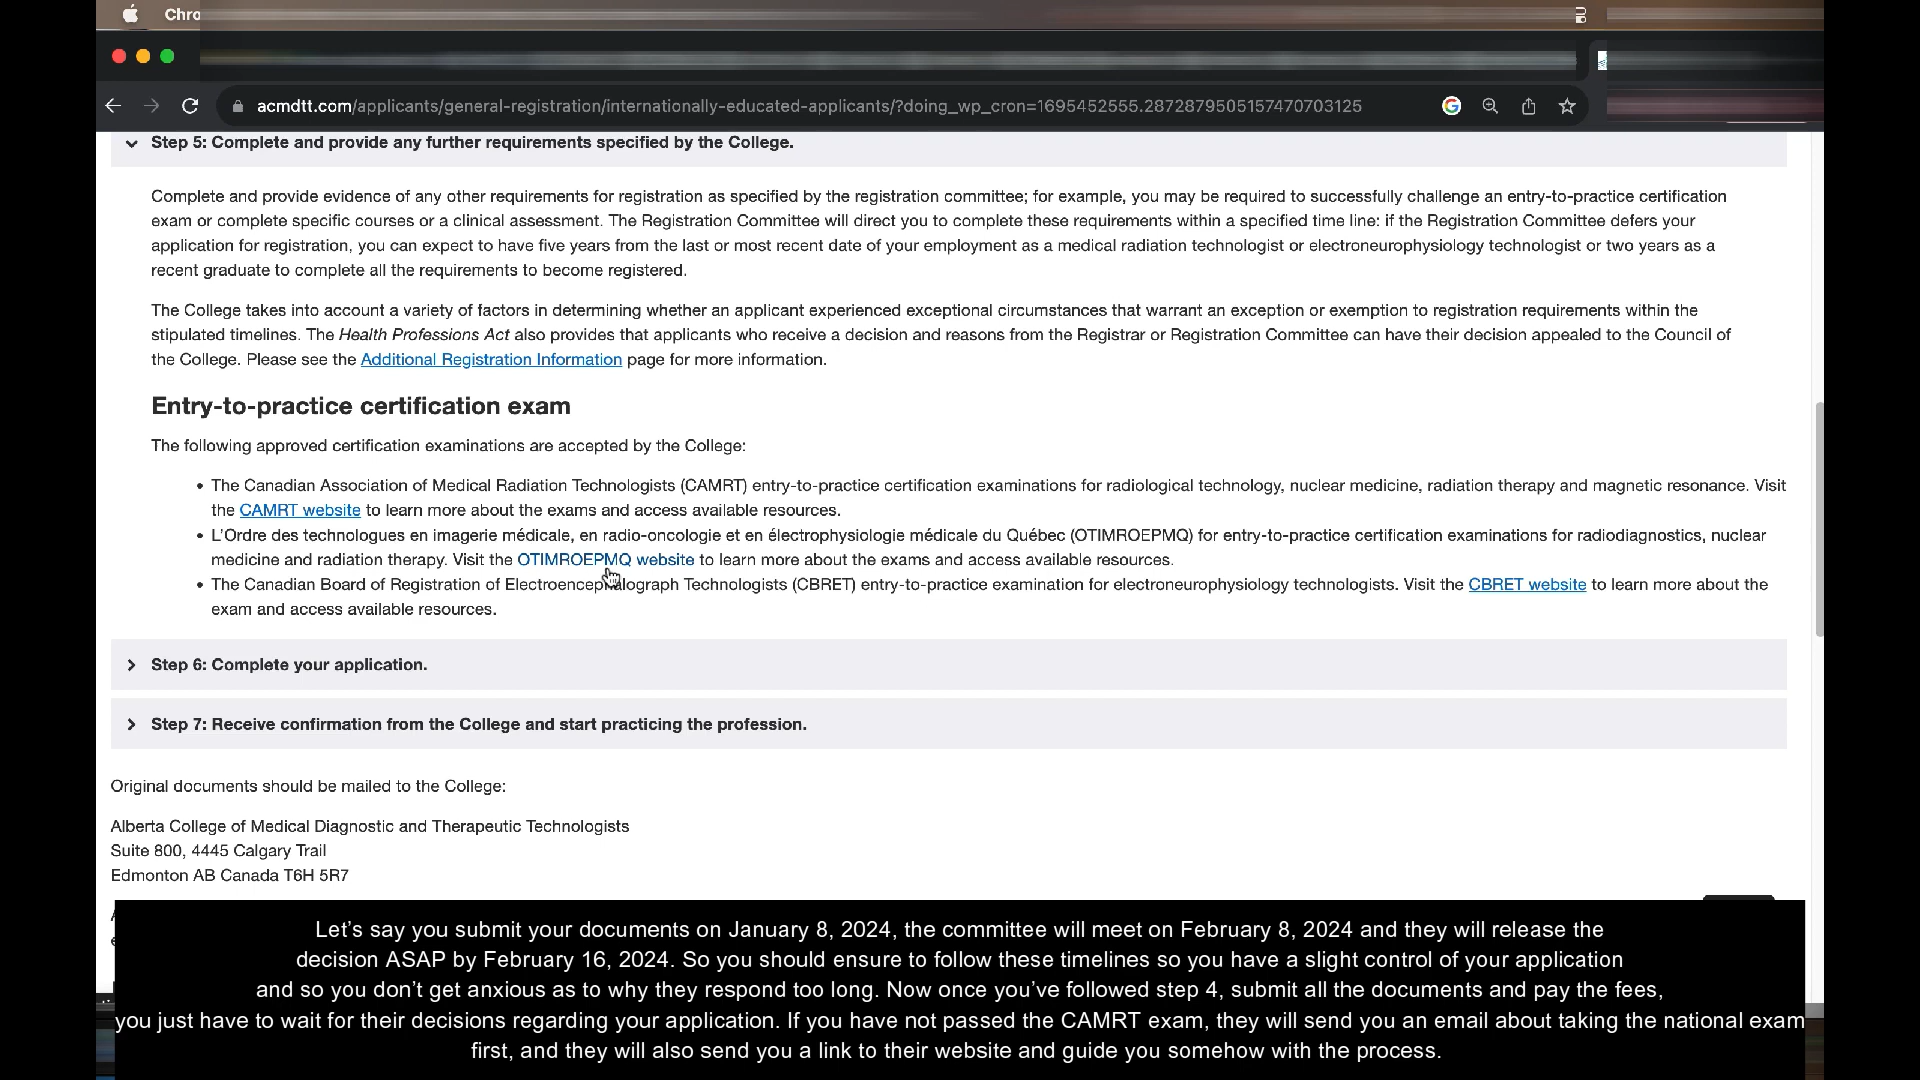 Chro
acmdtt.com/applicants/general-registration/internationally-educated-applicants/?doing_wp_cron=1695452555.2872879505157470703125
Step 5: Complete and provide any further requirements specified by the College.
Complete and provide evidence of any other requirements for registration as specified by the registration committee; for example, you may be required to successfully challenge an entry-to-practice certification
exam or complete specific courses or a clinical assessment. The Registration Committee will direct you to complete these requirements within a specified time line: if the Registration Committee defers your
application for registration, you can expect to have five years from the last or most recent date of your employment as a medical radiation technologist or electroneurophysiology technologist or two years as a
recent graduate to complete all the requirements to become registered.
The College takes into account a variety of factors in determining whether an applicant experienced exceptional circumstances that warrant an exception or exemption to registration requirements within the
stipulated timelines. The Health Professions Act also provides that applicants who receive a decision and reasons from the Registrar or Registration Committee can have their decision appealed to the Council of
the College. Please see the Additional Registration Information page for more information.
Entry-to-practice certification exam
The following approved certification examinations are accepted by the College:
• The Canadian Association of Medical Radiation Technologists (CAMRT) entry-to-practice certification examinations for radiological technology, nuclear medicine, radiation therapy and magnetic resonance. Visit
the CAMRT website to learn more about the exams and access available resources.
• L'Ordre des technologues en imagerie médicale, en radio-oncologie et en électrophysiologie médicale du Québec (OTIMROEPMQ) for entry-to-practice certification examinations for radiodiagnostics, nuclear
medicine and radiation therapy. Visit the OTIMROEPMQ website to learn more about the exams and access available resources.
• The Canadian Board of Registration of Electroencephalograph Technologists (CBRET) entry-to-practice examination for electroneurophysiology technologists. Visit the CBRET website to learn more about the
exam and access available resources.
Step 6: Complete your application.
Step 7: Receive confirmation from the College and start practicing the profession.
Original documents should be mailed to the College:
Alberta College of Medical Diagnostic and Therapeutic Technologists
Suite 800, 4445 Calgary Trail
Edmonton AB Canada T6H 5R7
Let's say you submit your documents on January 8, 2024, the committee will meet on February 8, 2024 and they will release the
decision ASAP by February 16, 2024. So you should ensure to follow these timelines so you have a slight control of your application
and so you don't get anxious as to why they respond too long. Now once you've followed step 4, submit all the documents and pay the fees,
you just have to wait for their decisions regarding your application. If you have not passed the CAMRT exam, they will send you an email about taking the national exam
first, and they will also send you a link to their website and guide you somehow with the process.